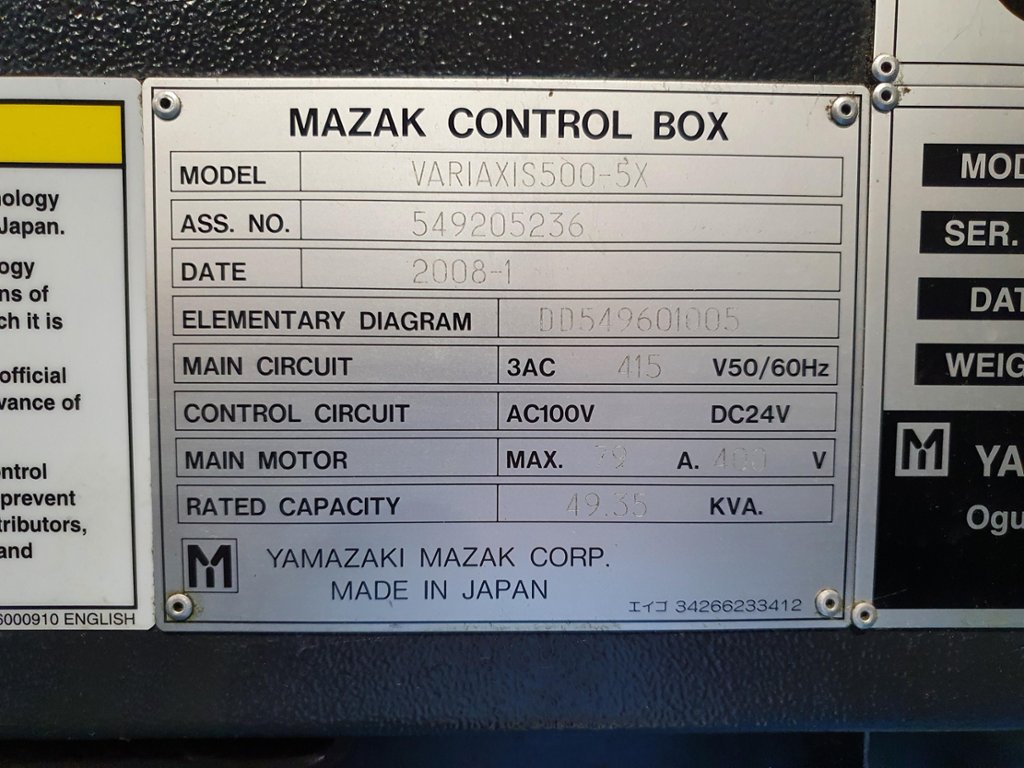 nology
Japan.
ogy
ns of
ch it is
official
vance of
ontrol
prevent
tributors,
and
6000910 ENGLISH
MAZAK CONTROL BOX
MODEL VARIAXIS500-5X
ASS. NO. 549205236
DATE 2008-1
ELEMENTARY DIAGRAM DD549601005
MAIN CIRCUIT 3AC 415 V50/60Hz
CONTROL CIRCUIT AC100V DC24V
MAIN MOTOR MAX. 79 A. 400 V
RATED CAPACITY 49.35 KVA.
M YAMAZAKI MAZAK CORP.
MADE IN JAPAN
エイゴ 34266233412
MOD
SER.
DAT
WEIG
M YA
Ogu